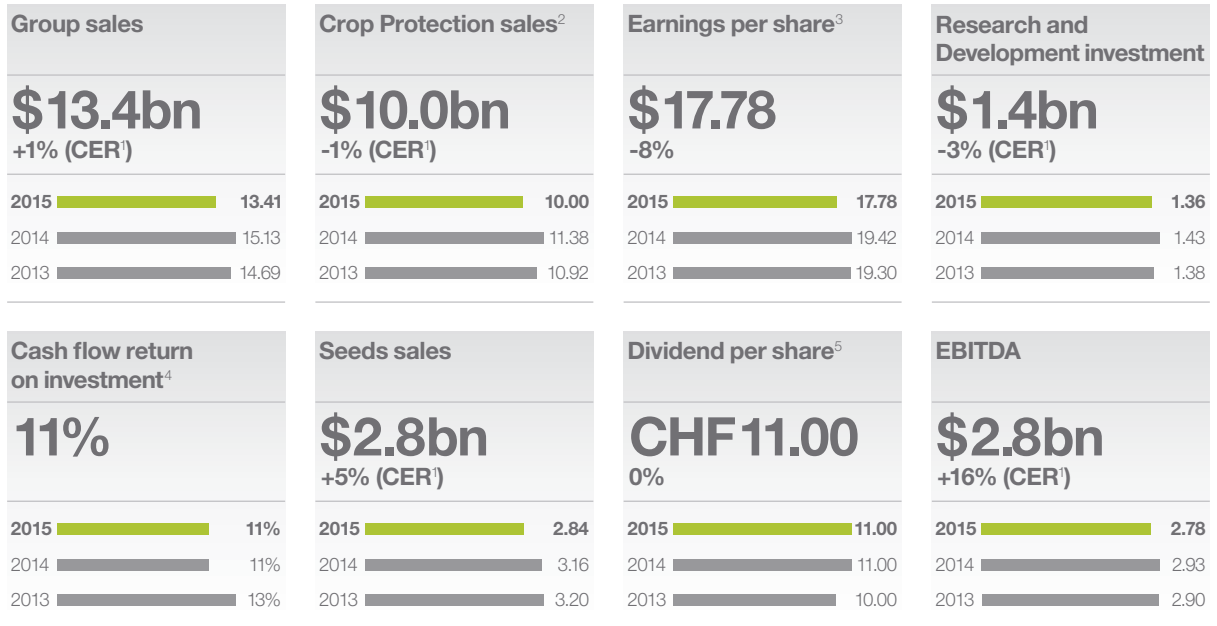 Group sales
$13.4bn
+1% (CER¹)
2015 13.41
2014 15.13
2013 14.69
Crop Protection sales²
$10.0bn
-1% (CER¹)
2015 10.00
2014 11.38
2013 10.92
Earnings per share³
$17.78
-8%
2015 17.78
2014 19.42
2013 19.30
Research and
Development investment
$1.4bn
-3% (CER¹)
2015 1.36
2014 1.43
2013 1.38
Cash flow return
on investment⁴
11%
2015 11%
2014 11%
2013 13%
Seeds sales
$2.8bn
+5% (CER¹)
2015 2.84
2014 3.16
2013 3.20
Dividend per share⁵
CHF 11.00
0%
2015 11.00
2014 11.00
2013 10.00
EBITDA
$2.8bn
+16% (CER¹)
2015 2.78
2014 2.93
2013 2.90